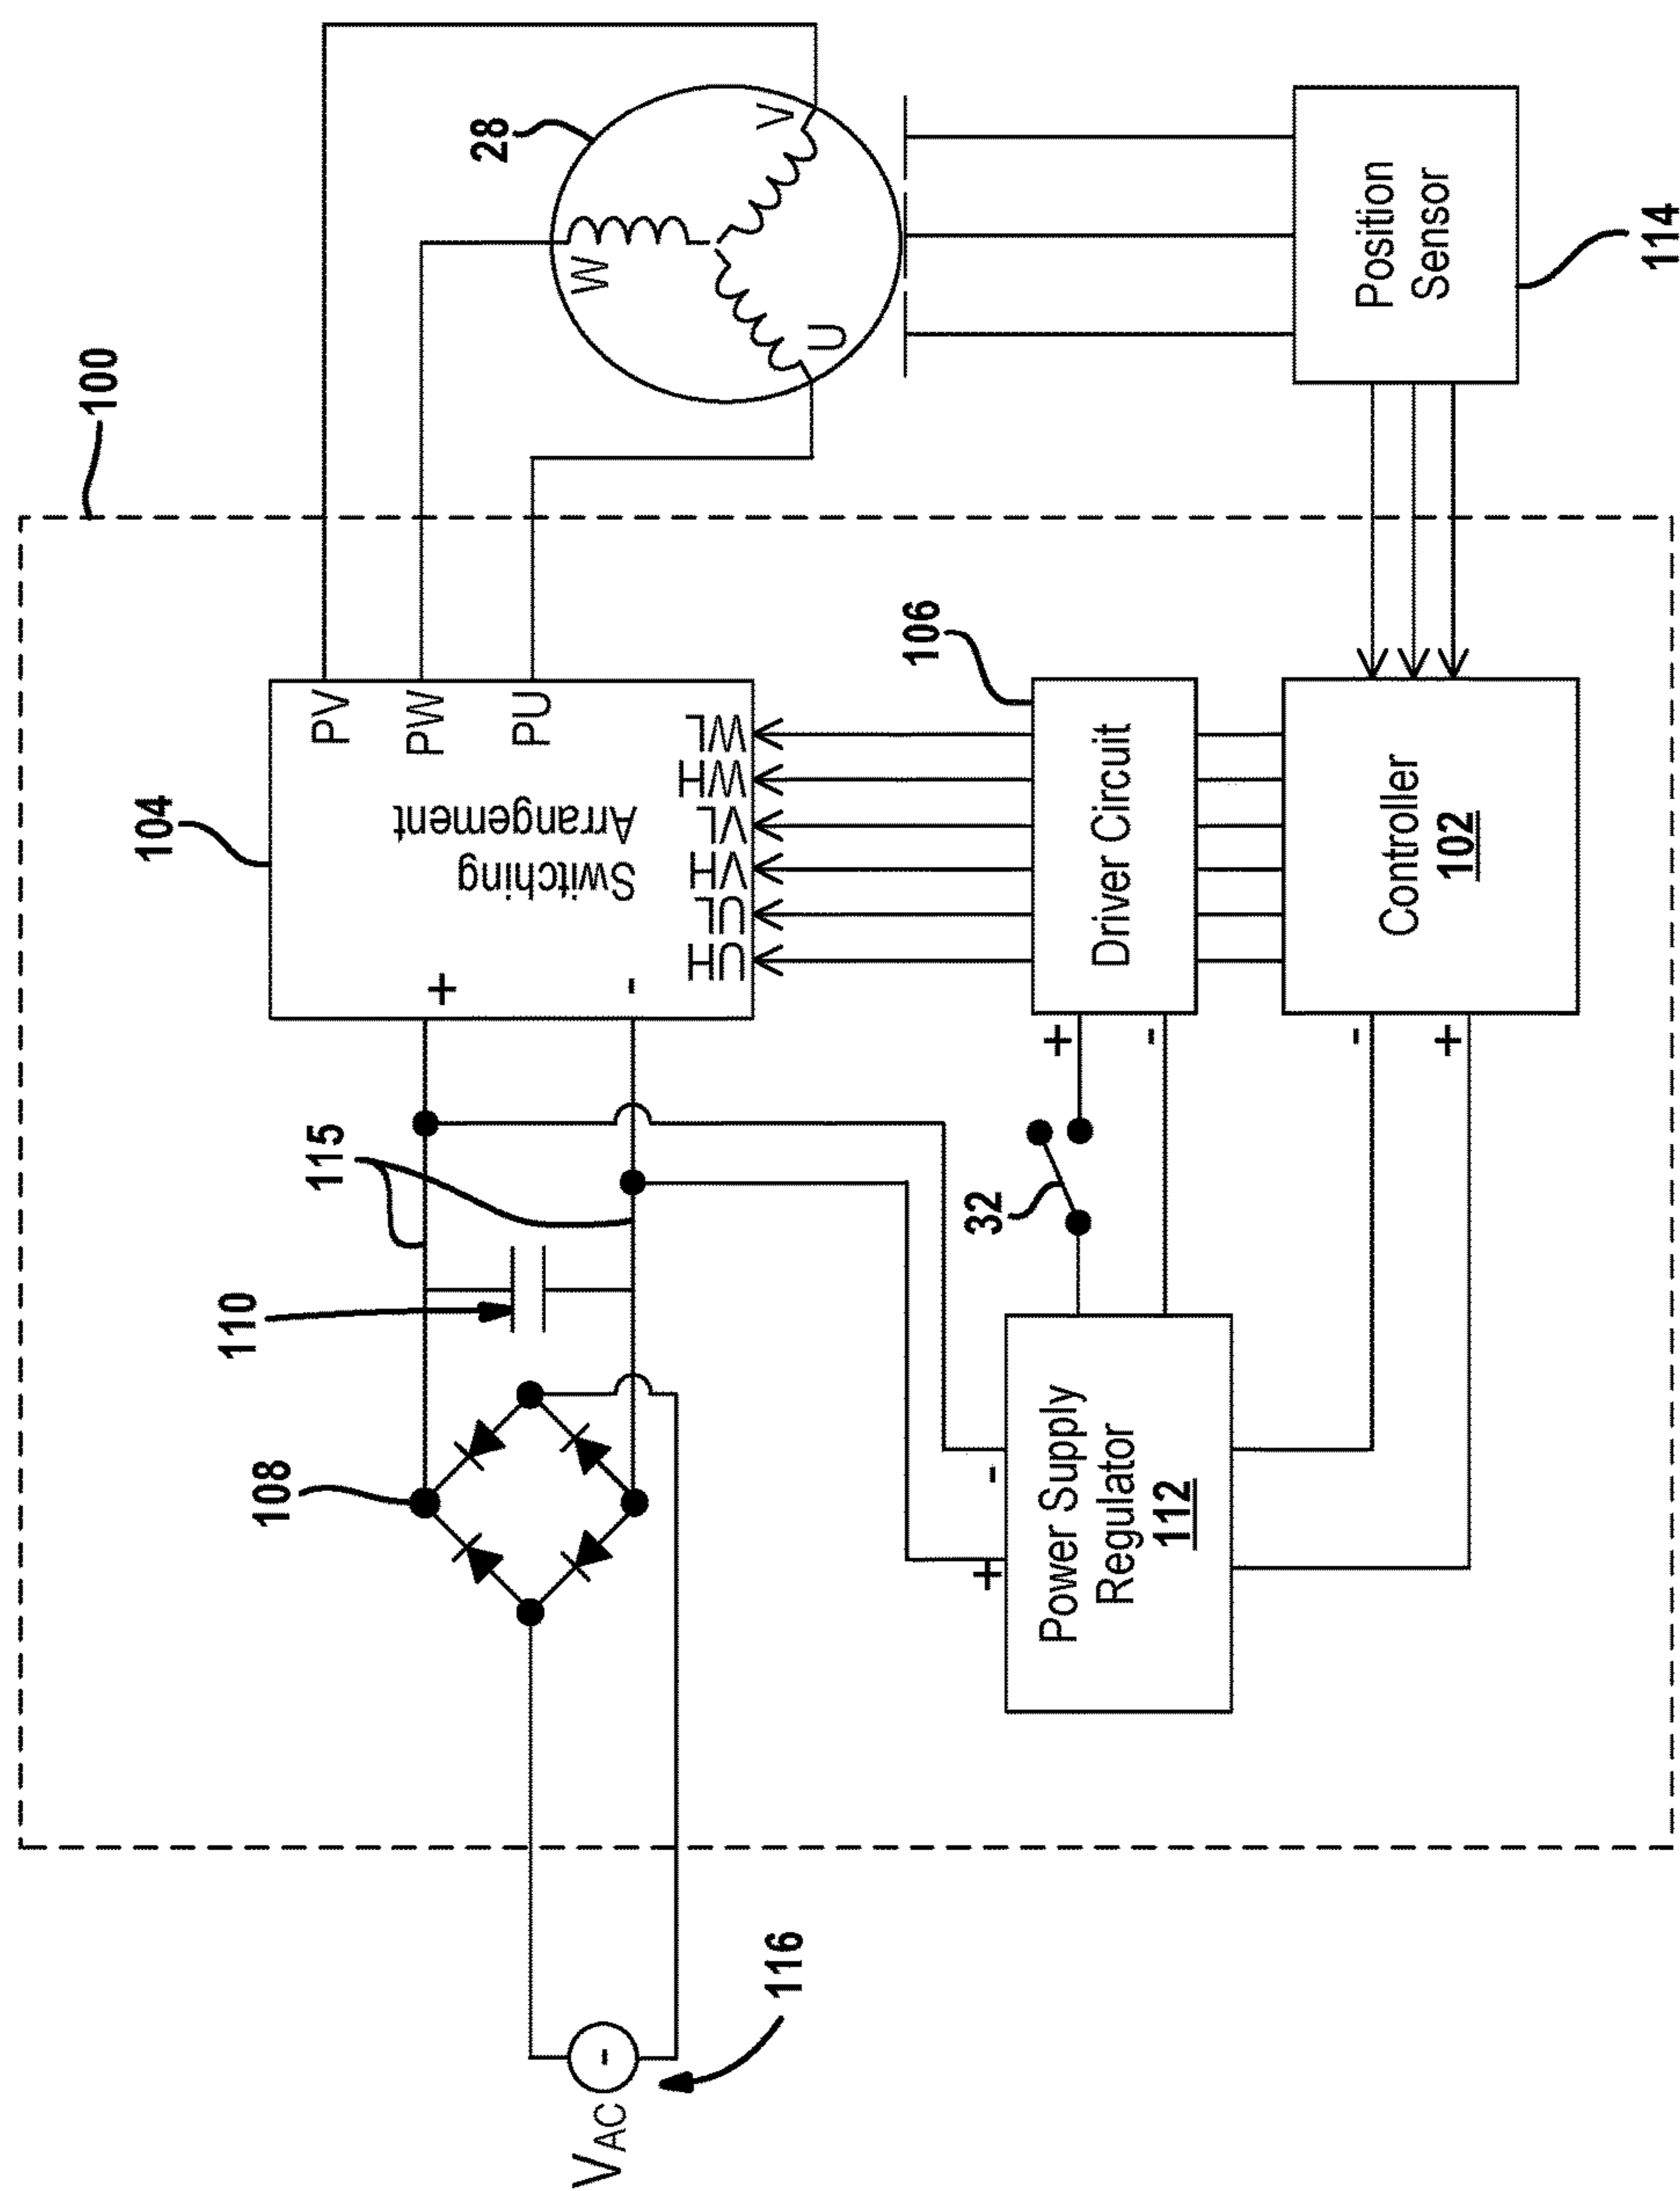 100
104
Switching
Arrangement
+
-
PV
PW
PU
UH
UL
VH
VL
WH
WL
28
W
V
U
115
110
108
V AC
-
116
106
Driver Circuit
+
-
32
Power Supply
Regulator
112
+
-
Controller
102
-
+
Position
Sensor
114